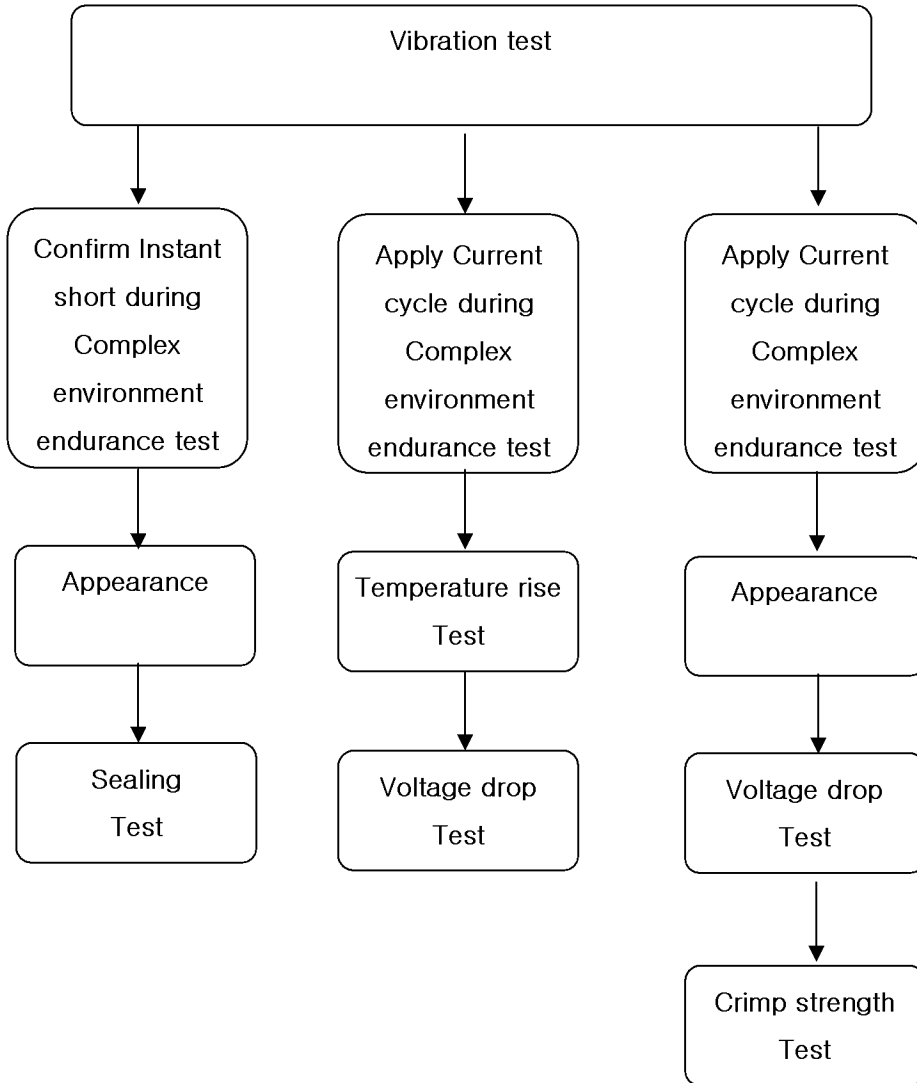 Vibration test
Confirm Instant
short during
Complex
environment
endurance test
Apply Current
cycle during
Complex
environment
endurance test
Apply Current
cycle during
Complex
environment
endurance test
Appearance
Temperature rise
Test
Appearance
Sealing
Test
Voltage drop
Test
Voltage drop
Test
Crimp strength
Test